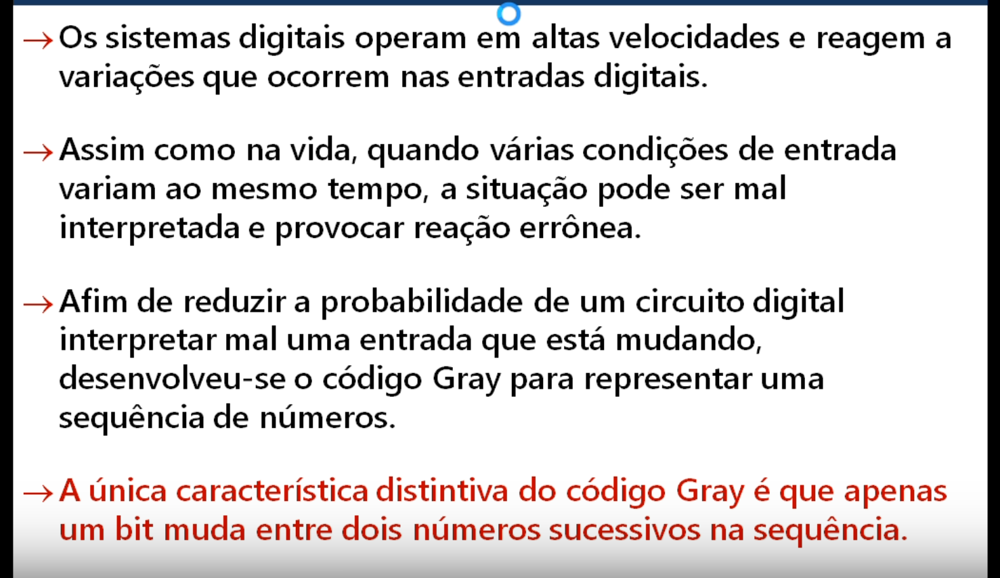 → Os sistemas digitais operam em altas velocidades e reagem a
variações que ocorrem nas entradas digitais.
→ Assim como na vida, quando várias condições de entrada
variam ao mesmo tempo, a situação pode ser mal
interpretada e provocar reação errônea.
→ Afim de reduzir a probabilidade de um circuito digital
interpretar mal uma entrada que está mudando,
desenvolveu-se o código Gray para representar uma
sequência de números.
→ A única característica distintiva do código Gray é que apenas
um bit muda entre dois números sucessivos na sequência.